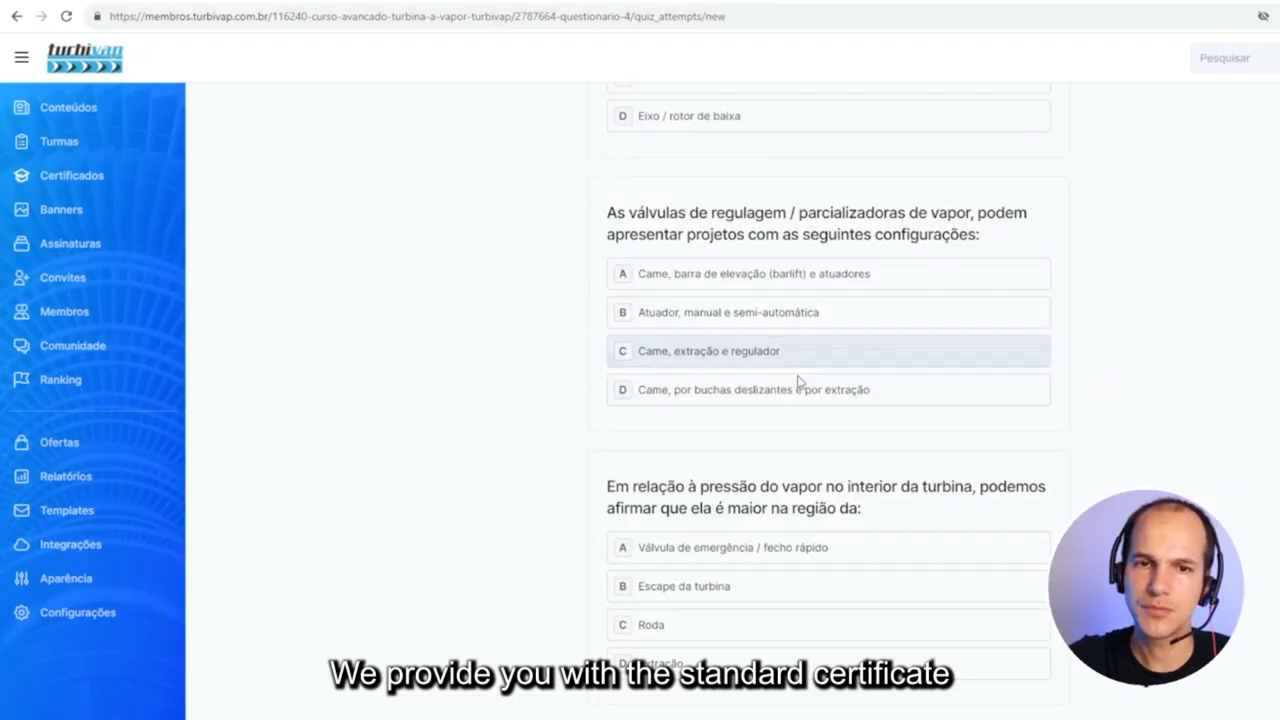 https://membros.turbivap.com.br/116240-curso-avancado-turbina-a-vapor-turbivap/2787664-questionario-4/quiz_attempts/new
turbivap
Pesquisar
Conteúdos
Turmas
Certificados
Banners
Assinaturas
Convites
Membros
Comunidade
Ranking
Ofertas
Relatórios
Templates
Integrações
Aparência
Configurações
D Eixo / rotor de baixa
As válvulas de regulagem / parcializadoras de vapor, podem
apresentar projetos com as seguintes configurações:
A Came, barra de elevação (barlift) e atuadores
B Atuador, manual e semi-automática
C Came, extração e regulador
D Came, por buchas deslizantes e por extração
Em relação à pressão do vapor no interior da turbina, podemos
afirmar que ela é maior na região da:
A Válvula de emergência / fecho rápido
B Escape da turbina
C Roda
D Extração
We provide you with the standard certificate